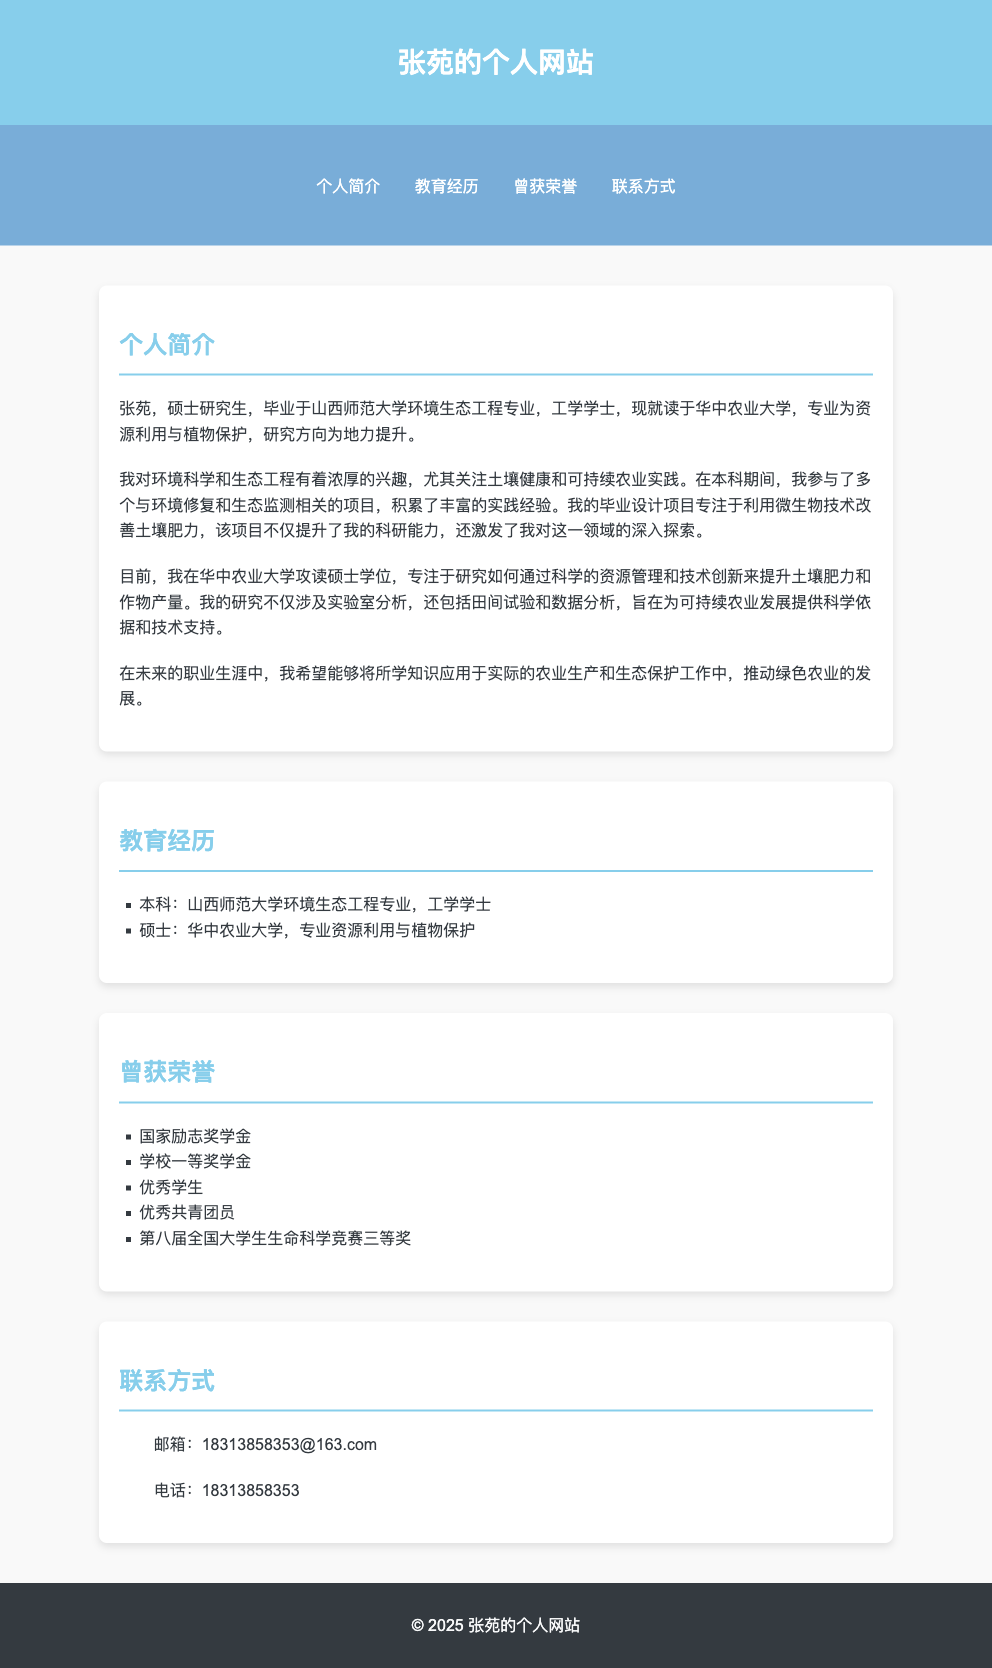 张苑的个人网站
个人简介 教育经历 曾获荣誉 联系方式
个人简介
张苑，硕士研究生，毕业于山西师范大学环境生态工程专业，工学学士，现就读于华中农业大学，专业为资
源利用与植物保护，研究方向为地力提升。
我对环境科学和生态工程有着浓厚的兴趣，尤其关注土壤健康和可持续农业实践。在本科期间，我参与了多
个与环境修复和生态监测相关的项目，积累了丰富的实践经验。我的毕业设计项目专注于利用微生物技术改
善土壤肥力，该项目不仅提升了我的科研能力，还激发了我对这一领域的深入探索。
目前，我在华中农业大学攻读硕士学位，专注于研究如何通过科学的资源管理和技术创新来提升土壤肥力和
作物产量。我的研究不仅涉及实验室分析，还包括田间试验和数据分析，旨在为可持续农业发展提供科学依
据和技术支持。
在未来的职业生涯中，我希望能够将所学知识应用于实际的农业生产和生态保护工作中，推动绿色农业的发
展。
教育经历
▪ 本科：山西师范大学环境生态工程专业，工学学士
▪ 硕士：华中农业大学，专业资源利用与植物保护
曾获荣誉
▪ 国家励志奖学金
▪ 学校一等奖学金
▪ 优秀学生
▪ 优秀共青团员
▪ 第八届全国大学生生命科学竞赛三等奖
联系方式
邮箱：18313858353@163.com
电话：18313858353
© 2025 张苑的个人网站